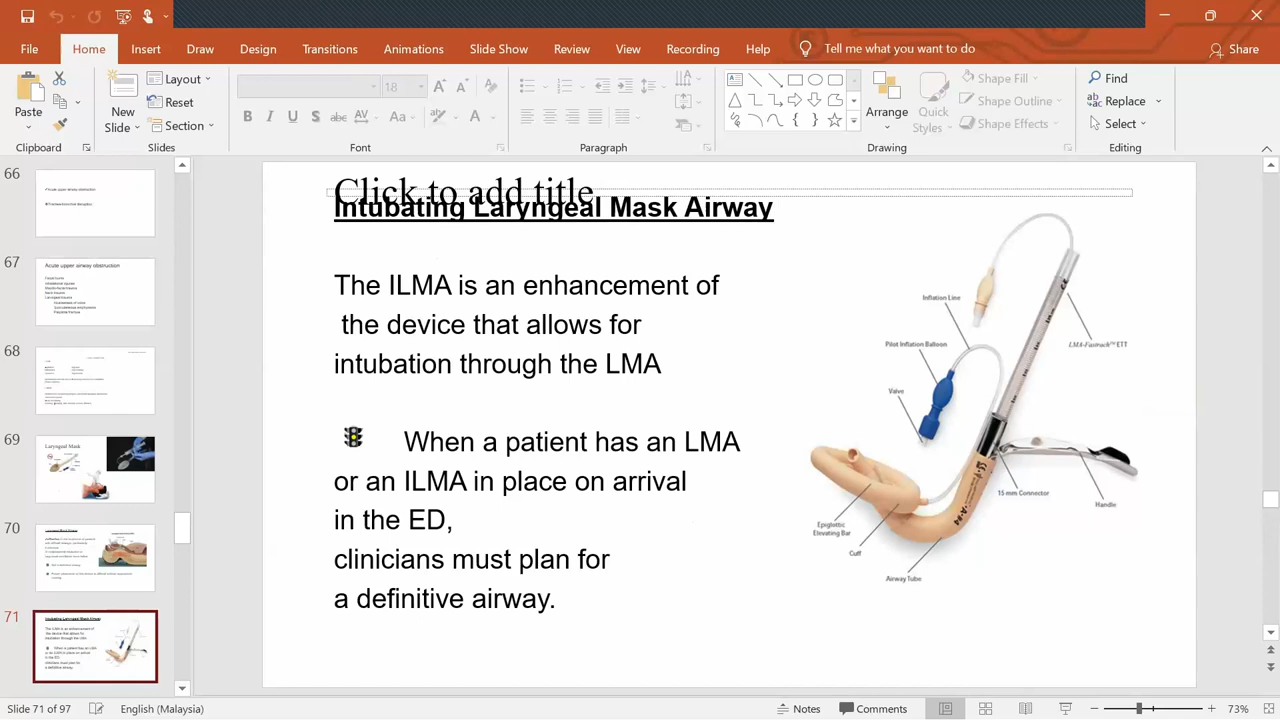 File Home Insert Draw Design Transitions Animations Slide Show Review View Recording Help Tell me what you want to do Share
Paste
New
Slide
Layout
Reset
Section
18
Arrange
Quick
Styles
Shape Fill
Shape Outline
Shape Effects
Find
Replace
Select
Clipboard Slides Font Paragraph Drawing Editing
66
67
Acute upper airway obstruction
68
69
Laryngeal Mask
70
71
Click to add title
Intubating Laryngeal Mask Airway
The ILMA is an enhancement of
the device that allows for
intubation through the LMA
When a patient has an LMA
or an ILMA in place on arrival
in the ED,
clinicians must plan for
a definitive airway.
Inflation Line
Pilot Inflation Balloon
LMA-Fastrach™ ETT
Valve
15 mm Connector
Handle
Epiglottic
Elevating Bar
Cuff
Airway Tube
Slide 71 of 97 English (Malaysia) Notes Comments 73%